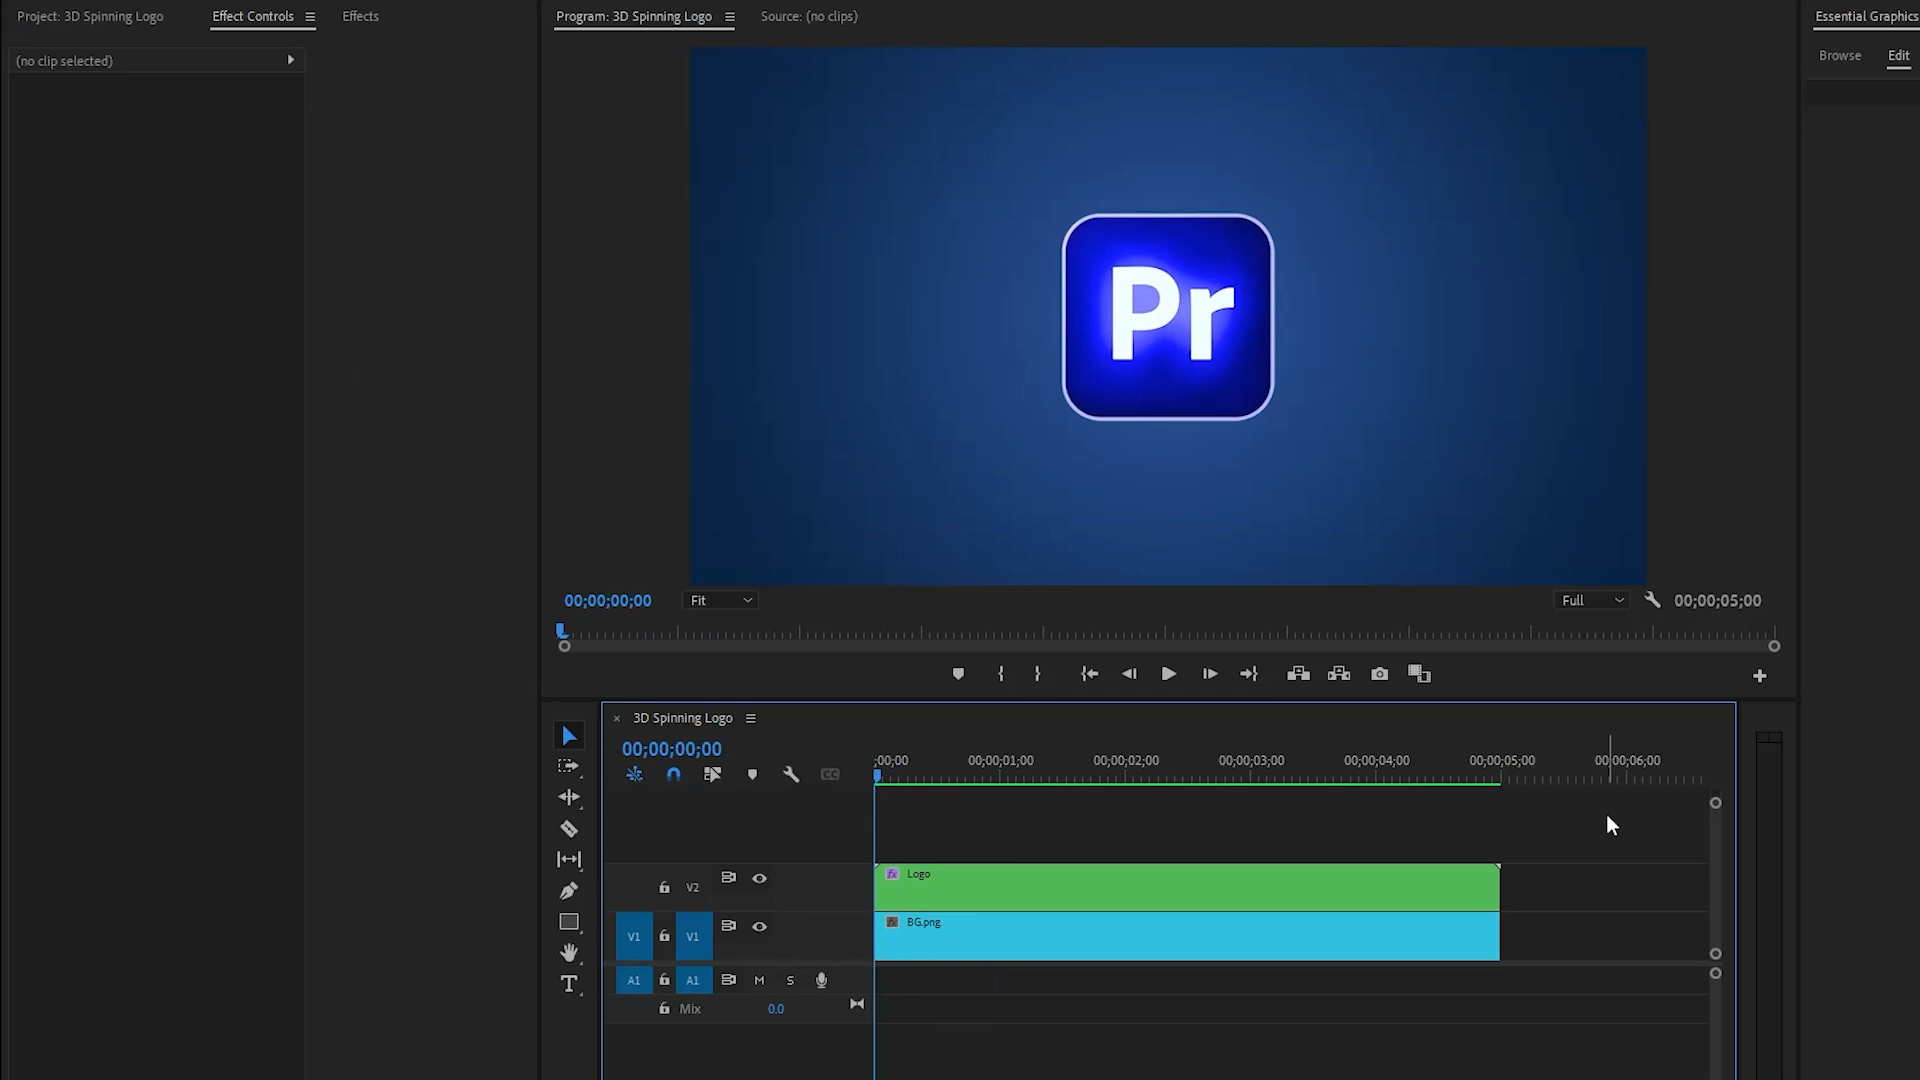 Project: 3D Spinning Logo
Effect Controls
Effects
(no clip selected)
Program: 3D Spinning Logo
Source: (no clips)
Essential Graphics
Browse
Edit
Pr
00;00;00;00
Fit
Full
00;00;05;00
3D Spinning Logo
00;00;00;00
;00;00
00;00;01;00
00;00;02;00
00;00;03;00
00;00;04;00
00;00;05;00
00;00;06;00
CC
V2
fx Logo
V1
V1
fx BG.png
A1
A1
M
S
Mix
0.0
T